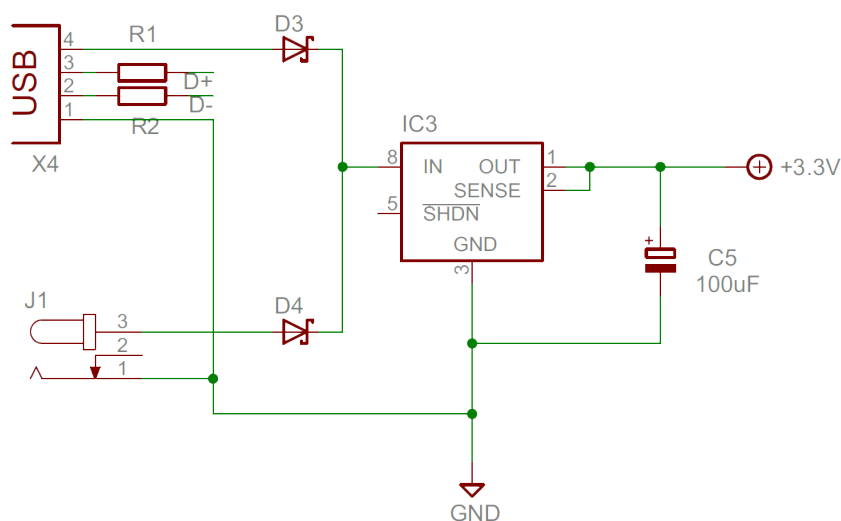 D3
R1
4
3
2
1
USB
D+
D-
R2
X4
IC3
8
IN
OUT
1
SENSE
2
5
SHDN
GND
3
+3.3V
+
C5
100uF
J1
3
2
1
D4
GND